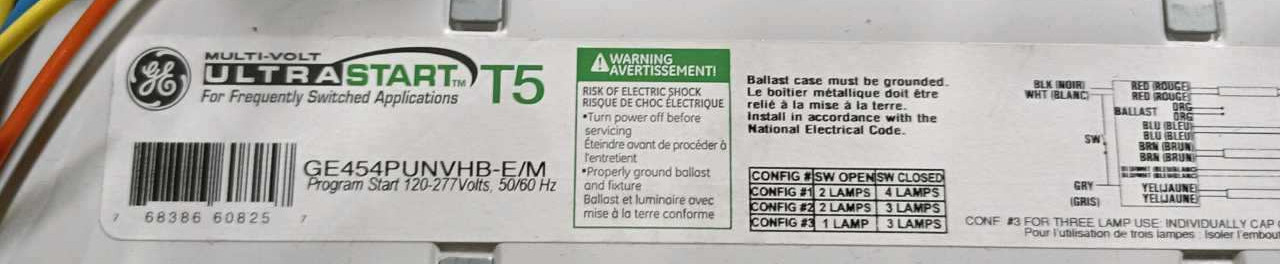 GE
MULTI-VOLT
ULTRASTART™ T5
For Frequently Switched Applications
GE454PUNVHB-E/M
Program Start 120-277Volts, 50/60 Hz
7 68386 60825 7
WARNING
AVERTISSEMENT!
RISK OF ELECTRIC SHOCK
RISQUE DE CHOC ÉLECTRIQUE
•Turn power off before
servicing
Éteindre avant de procéder à
l'entretient
•Properly ground ballast
and fixture
Ballast et luminaire avec
mise à la terre conforme
Ballast case must be grounded.
Le boîtier métallique doit être
relié à la mise à la terre.
Install in accordance with the
National Electrical Code.
CONFIG # SW OPEN SW CLOSED
CONFIG #1 2 LAMPS 4 LAMPS
CONFIG #2 2 LAMPS 3 LAMPS
CONFIG #3 1 LAMP 3 LAMPS
BLK (NOIR)
WHT (BLANC)
SW
GRY
(GRIS)
BALLAST
RED (ROUGE)
RED (ROUGE)
ORG
ORG
BLU (BLEU)
BLU (BLEU)
BRN (BRUN)
BRN (BRUN)
YEL(JAUNE)
YEL(JAUNE)
CONF #3 FOR THREE LAMP USE: INDIVIDUALLY CAP
Pour l'utilisation de trois lampes : Isoler l'embout